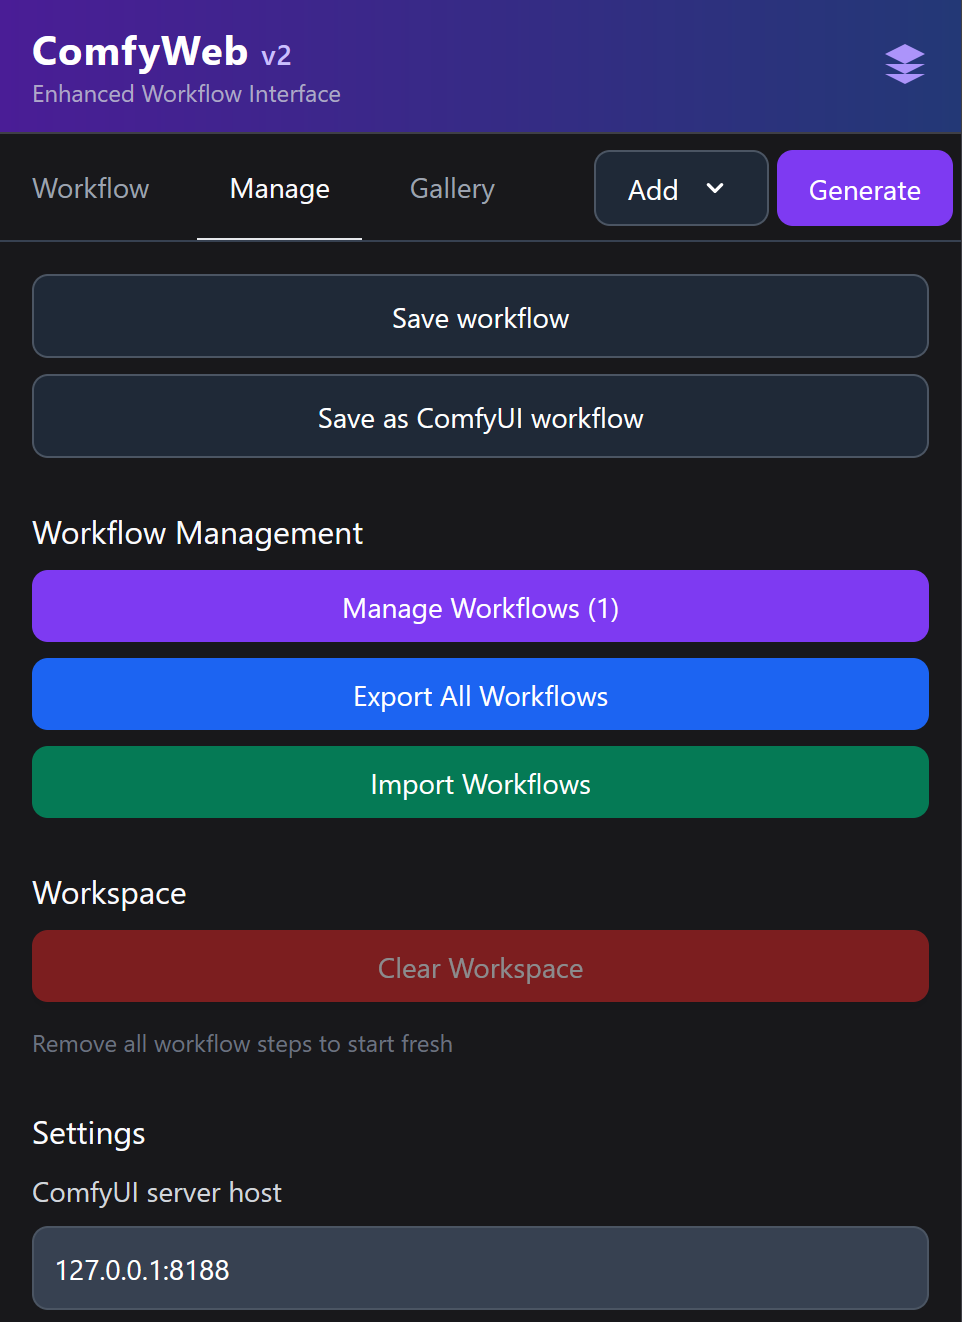 ComfyWeb v2
Enhanced Workflow Interface
Workflow Manage Gallery Add Generate
Save workflow
Save as ComfyUI workflow
Workflow Management
Manage Workflows (1)
Export All Workflows
Import Workflows
Workspace
Clear Workspace
Remove all workflow steps to start fresh
Settings
ComfyUI server host
127.0.0.1:8188